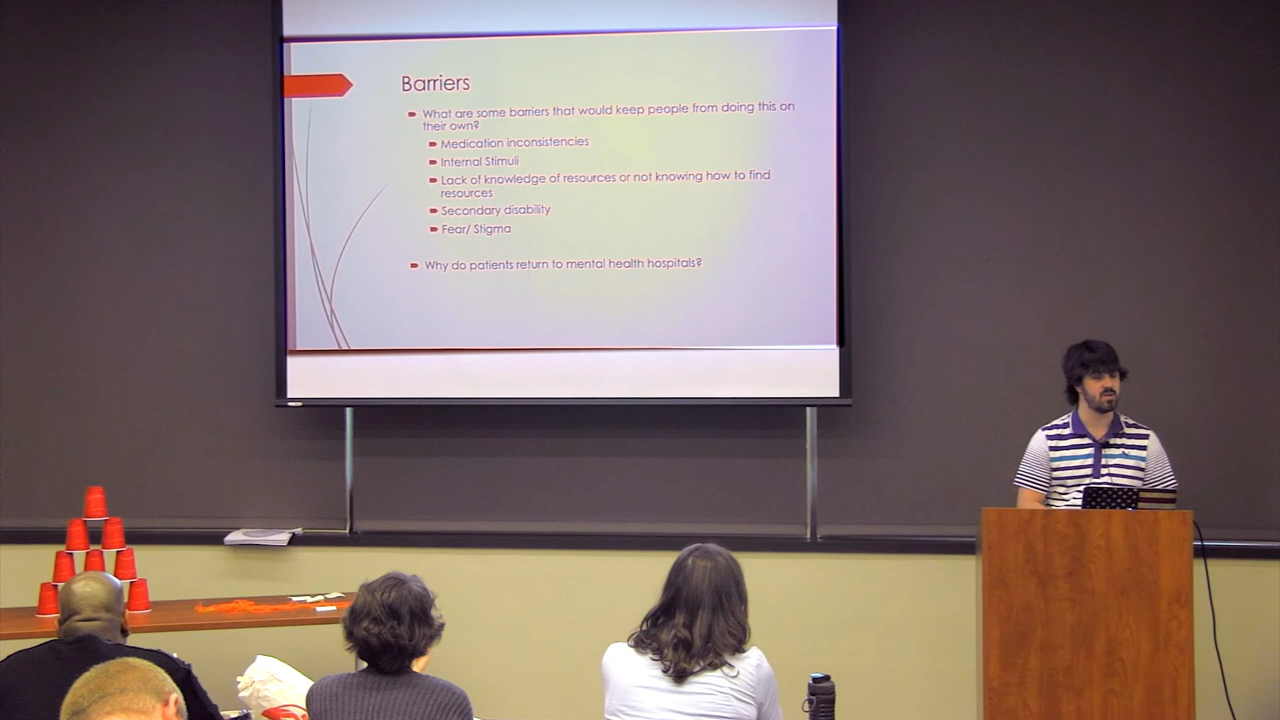 Barriers
What are some barriers that would keep people from doing this on
their own?
Medication inconsistencies
Internal Stimuli
Lack of knowledge of resources or not knowing how to find
resources
Secondary disability
Fear/ Stigma
Why do patients return to mental health hospitals?